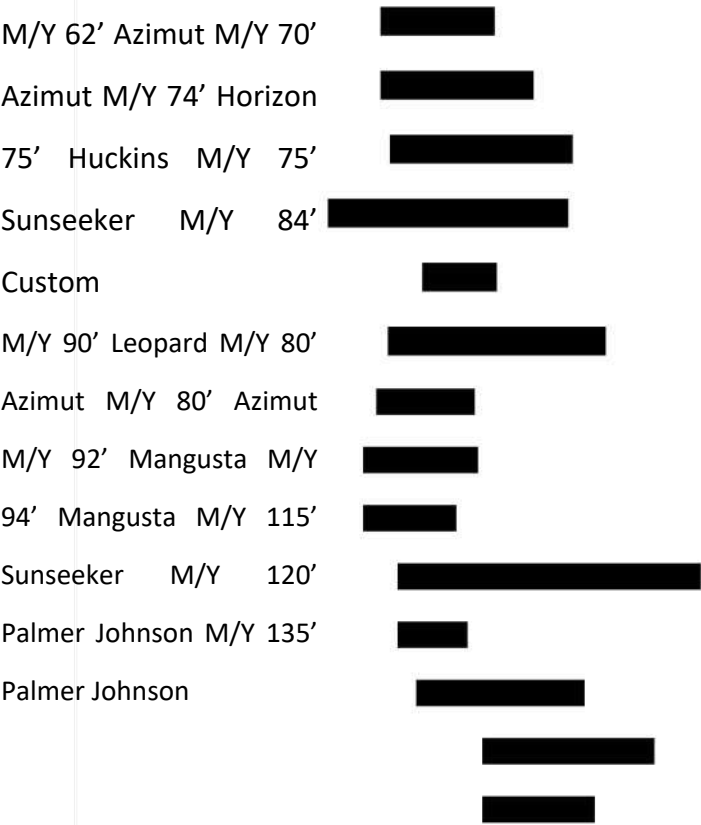 M/Y 62’ Azimut M/Y 70’
Azimut M/Y 74’ Horizon
75’ Huckins M/Y 75’
Sunseeker M/Y 84’
Custom
M/Y 90’ Leopard M/Y 80’
Azimut M/Y 80’ Azimut
M/Y 92’ Mangusta M/Y
94’ Mangusta M/Y 115’
Sunseeker M/Y 120’
Palmer Johnson M/Y 135’
Palmer Johnson